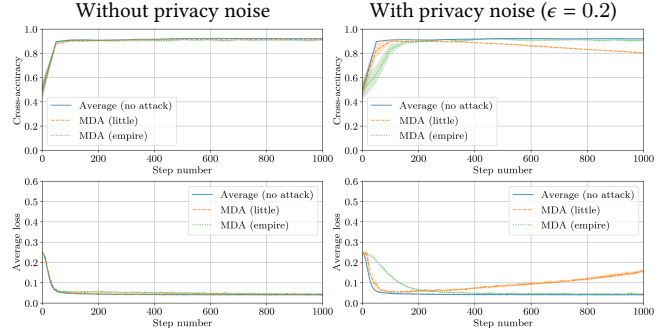 Without privacy noise
With privacy noise (ϵ = 0.2)
Cross-accuracy
1.0
0.8
0.6
0.4
0.2
0.0
Average (no attack)
MDA (little)
MDA (empire)
0 200 400 600 800 1000
Step number
Cross-accuracy
1.0
0.8
0.6
0.4
0.2
0.0
Average (no attack)
MDA (little)
MDA (empire)
0 200 400 600 800 1000
Step number
Average loss
0.6
0.5
0.4
0.3
0.2
0.1
0.0
Average (no attack)
MDA (little)
MDA (empire)
0 200 400 600 800 1000
Step number
Average loss
0.6
0.5
0.4
0.3
0.2
0.1
0.0
Average (no attack)
MDA (little)
MDA (empire)
0 200 400 600 800 1000
Step number